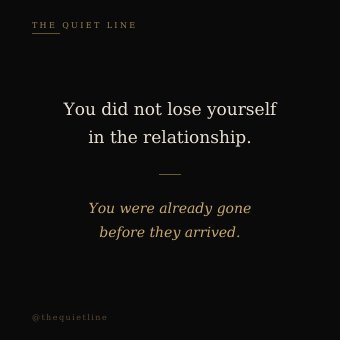 THE QUIET LINE
You did not lose yourself
in the relationship.
You were already gone
before they arrived.
@thequietline